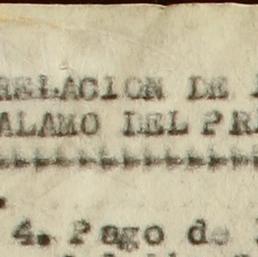 RELACION DE
ALAMO DEL PR
4. Pago de